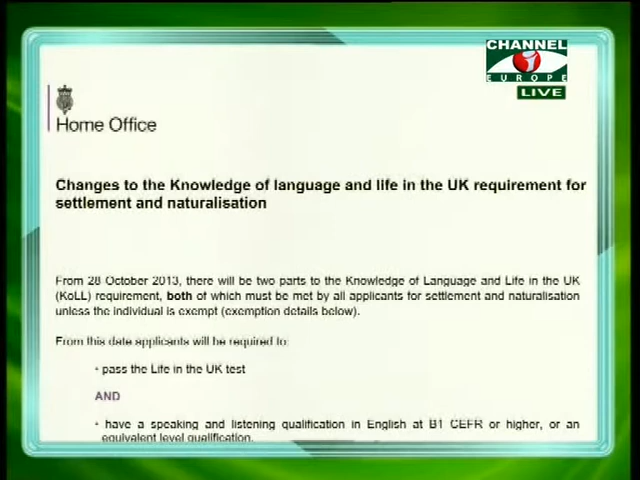 CHANNEL
i
EUROPE
LIVE
Home Office
Changes to the Knowledge of language and life in the UK requirement for
settlement and naturalisation
From 28 October 2013, there will be two parts to the Knowledge of Language and Life in the UK
(KoLL) requirement, both of which must be met by all applicants for settlement and naturalisation
unless the individual is exempt (exemption details below).
From this date applicants will be required to:
• pass the Life in the UK test
AND
• have a speaking and listening qualification in English at B1 CEFR or higher, or an
equivalent level qualification.